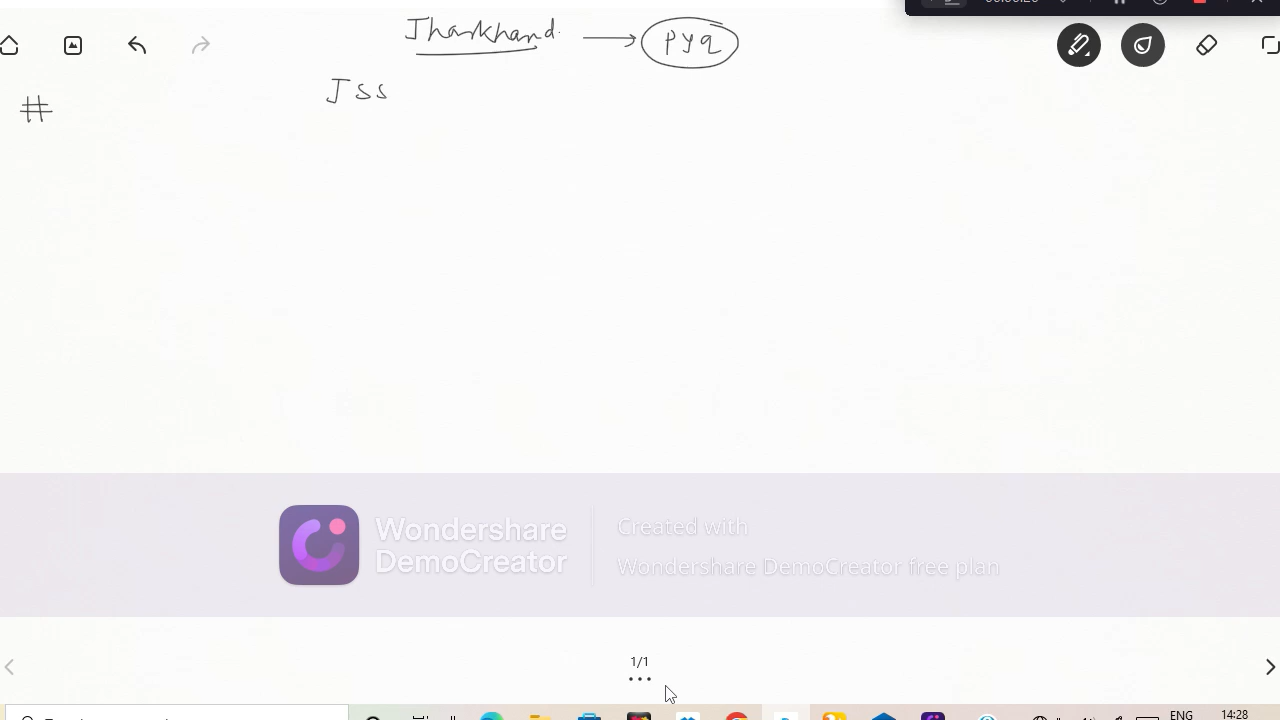 Jharkhand. → PYQ
Jss
#
Wondershare DemoCreator
Created with
Wondershare DemoCreator free plan
1/1
ENG
14:28